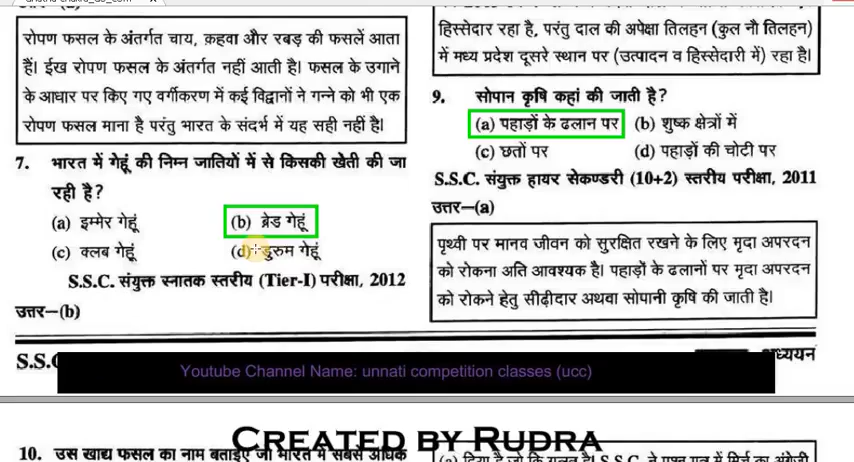 रोपण फसल के अंतर्गत चाय, क़हवा और रबड़ की फसलें आता
हैं। ईख रोपण फसल के अंतर्गत नहीं आती है। फसल के उगाने
के आधार पर किए गए वर्गीकरण में कई विद्वानों ने गन्ने को भी एक
रोपण फसल माना है परंतु भारत के संदर्भ में यह सही नहीं है।
7. भारत में गेहूं की निम्न जातियों में से किसकी खेती की जा
रही है?
(a) इम्मेर गेहूं (b) ब्रेड गेहूं
(c) क्लब गेहूं (d) डुरुम गेहूं
S.S.C. संयुक्त स्नातक स्तरीय (Tier-I) परीक्षा, 2012
उत्तर–(b)
हिस्सेदार रहा है, परंतु दाल की अपेक्षा तिलहन (कुल नौ तिलहन)
में मध्य प्रदेश दूसरे स्थान पर (उत्पादन व हिस्सेदारी में) रहा है।
9. सोपान कृषि कहां की जाती है?
(a) पहाड़ों के ढलान पर (b) शुष्क क्षेत्रों में
(c) छतों पर (d) पहाड़ों की चोटी पर
S.S.C. संयुक्त हायर सेकण्डरी (10+2) स्तरीय परीक्षा, 2011
उत्तर–(a)
पृथ्वी पर मानव जीवन को सुरक्षित रखने के लिए मृदा अपरदन
को रोकना अति आवश्यक है। पहाड़ों के ढलानों पर मृदा अपरदन
को रोकने हेतु सीढ़ीदार अथवा सोपानी कृषि की जाती है।
Youtube Channel Name: unnati competition classes (ucc)
CREATED BY RUDRA
10. उस खाद्य फसल का नाम बताइए जो भारत में सबसे अधिक